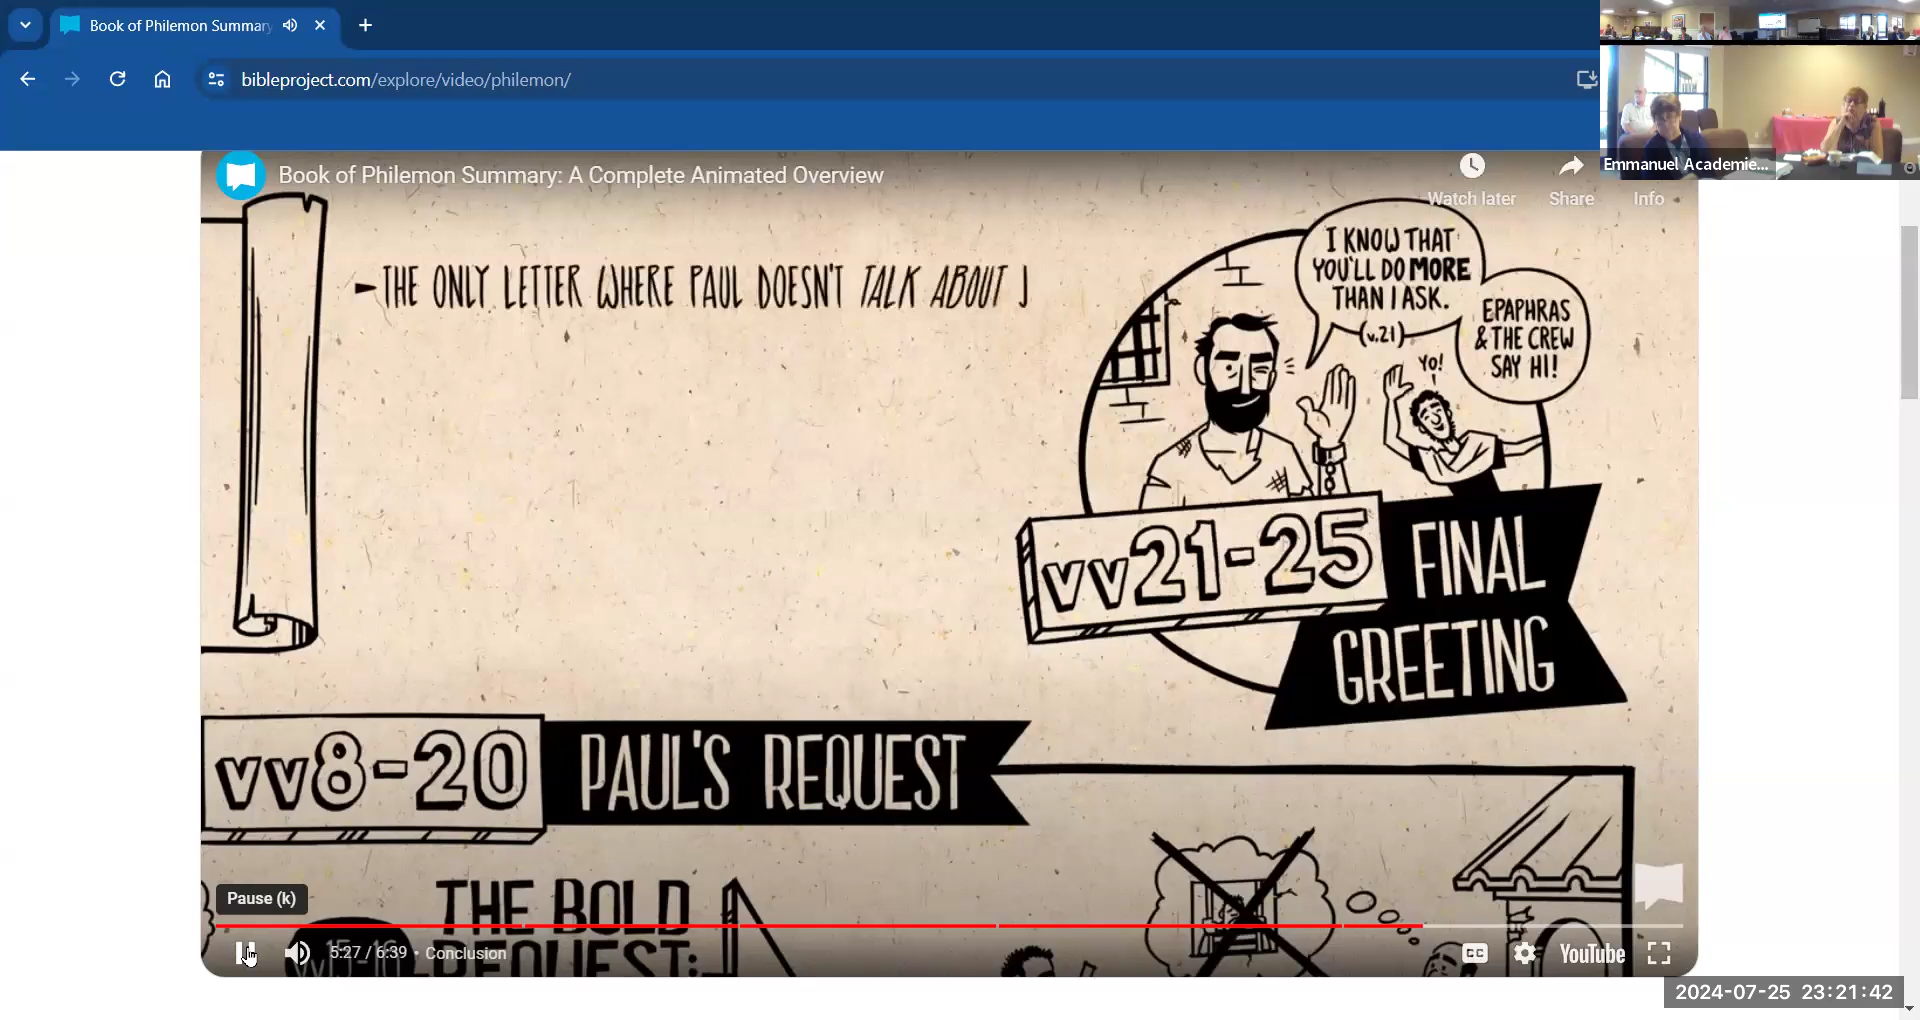 Book of Philemon Summary
bibleproject.com/explore/video/philemon/
Emmanuel Academie...
Book of Philemon Summary: A Complete Animated Overview
Watch later
Share
Info
I KNOW THAT
YOU'LL DO MORE
THAN I ASK.
(v.21)
EPAPHRAS
& THE CREW
SAY HI!
YO!
-THE ONLY LETTER WHERE PAUL DOESN'T TALK ABOUT J
vv21-25
FINAL
GREETING
vv8-20
PAUL'S REQUEST
THE BOLD
REQUEST:
Pause (k)
5:27 / 6:39 • Conclusion
CC
YouTube
2024-07-25 23:21:42